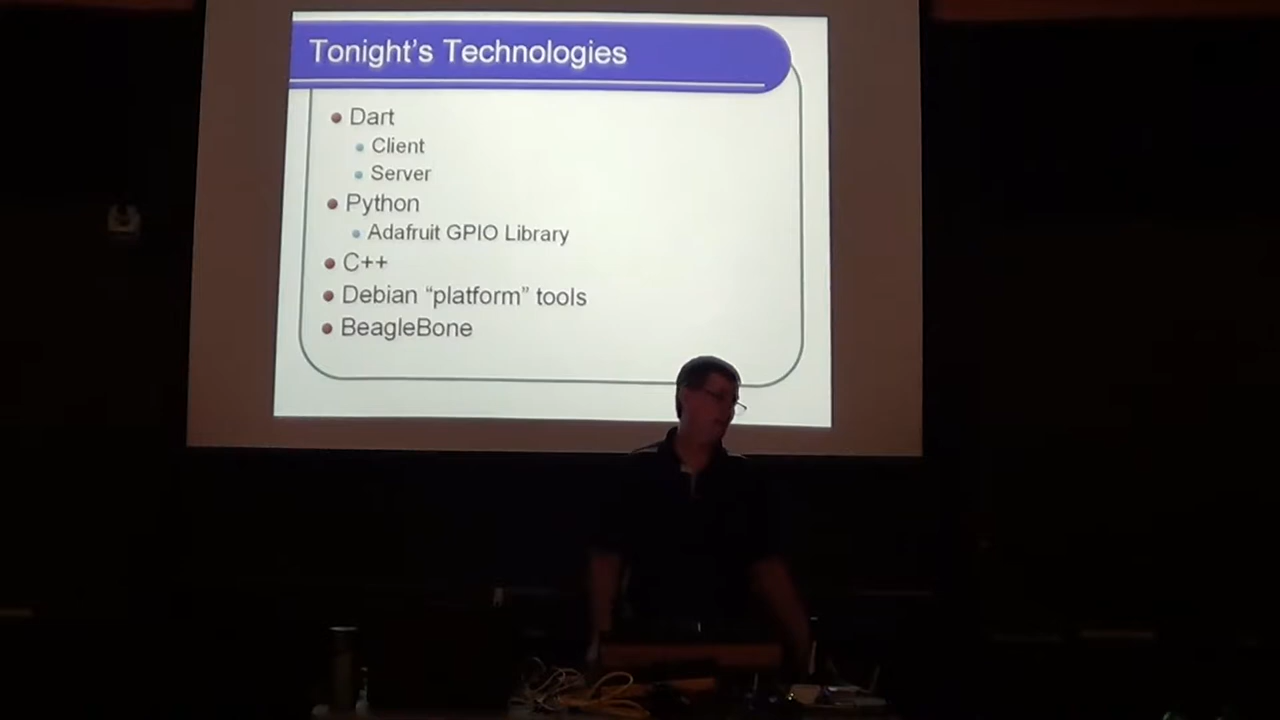 Tonight's Technologies
Dart
Client
Server
Python
Adafruit GPIO Library
C++
Debian “platform” tools
BeagleBone